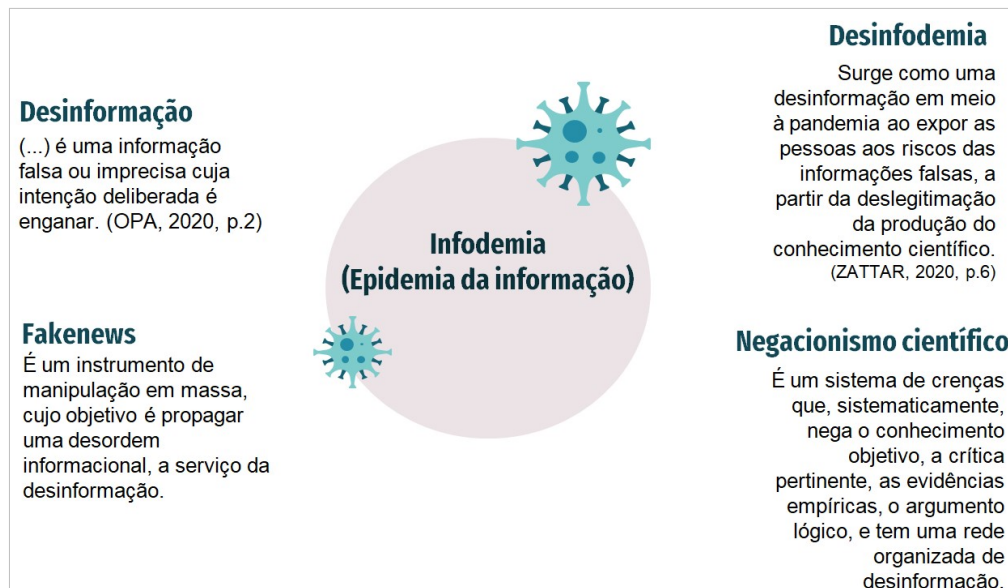 Desinformação
(...) é uma informação
falsa ou imprecisa cuja
intenção deliberada é
enganar. (OPA, 2020, p.2)
Fakenews
É um instrumento de
manipulação em massa,
cujo objetivo é propagar
uma desordem
informacional, a serviço da
desinformação.
Infodemia
(Epidemia da informação)
Desinfodemia
Surge como uma
desinformação em meio
à pandemia ao expor as
pessoas aos riscos das
informações falsas, a
partir da deslegitimação
da produção do
conhecimento científico.
(ZATTAR, 2020, p.6)
Negacionismo científico
É um sistema de crenças
que, sistematicamente,
nega o conhecimento
objetivo, a crítica
pertinente, as evidências
empíricas, o argumento
lógico, e tem uma rede
organizada de
desinformação.